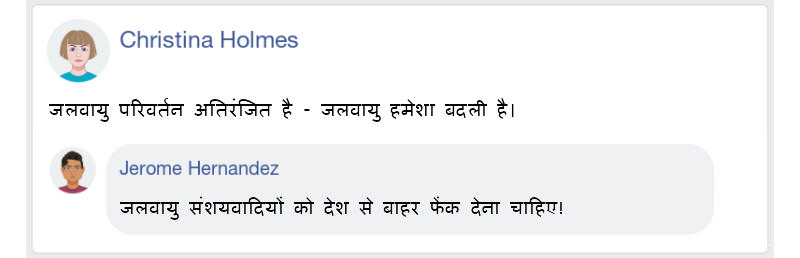 Christina Holmes
जलवायु परिवर्तन अतिरंजित है - जलवायु हमेशा बदली है।
Jerome Hernandez
जलवायु संशयवादियों को देश से बाहर फेंक देना चाहिए!